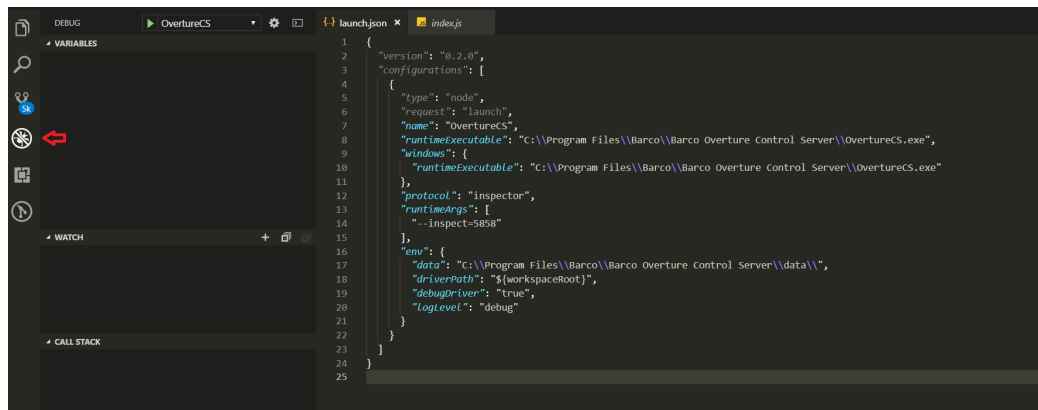 DEBUG
OvertureCS
VARIABLES
5k
WATCH
CALL STACK
{..} launch.json ×
index.js
1 {
2 "version": "0.2.0",
3 "configurations": [
4 {
5 "type": "node",
6 "request": "launch",
7 "name": "OvertureCS",
8 "runtimeExecutable": "C:\\Program Files\\Barco\\Barco Overture Control Server\\OvertureCS.exe",
9 "windows": {
10 "runtimeExecutable": "C:\\Program Files\\Barco\\Barco Overture Control Server\\OvertureCS.exe"
11 },
12 "protocol": "inspector",
13 "runtimeArgs": [
14 "--inspect=5858"
15 ],
16 "env": {
17 "data": "C:\\Program Files\\Barco\\Barco Overture Control Server\\data\\",
18 "driverPath": "${workspaceRoot}",
19 "debugDriver": "true",
20 "logLevel": "debug"
21 }
22 }
23 ]
24 }
25